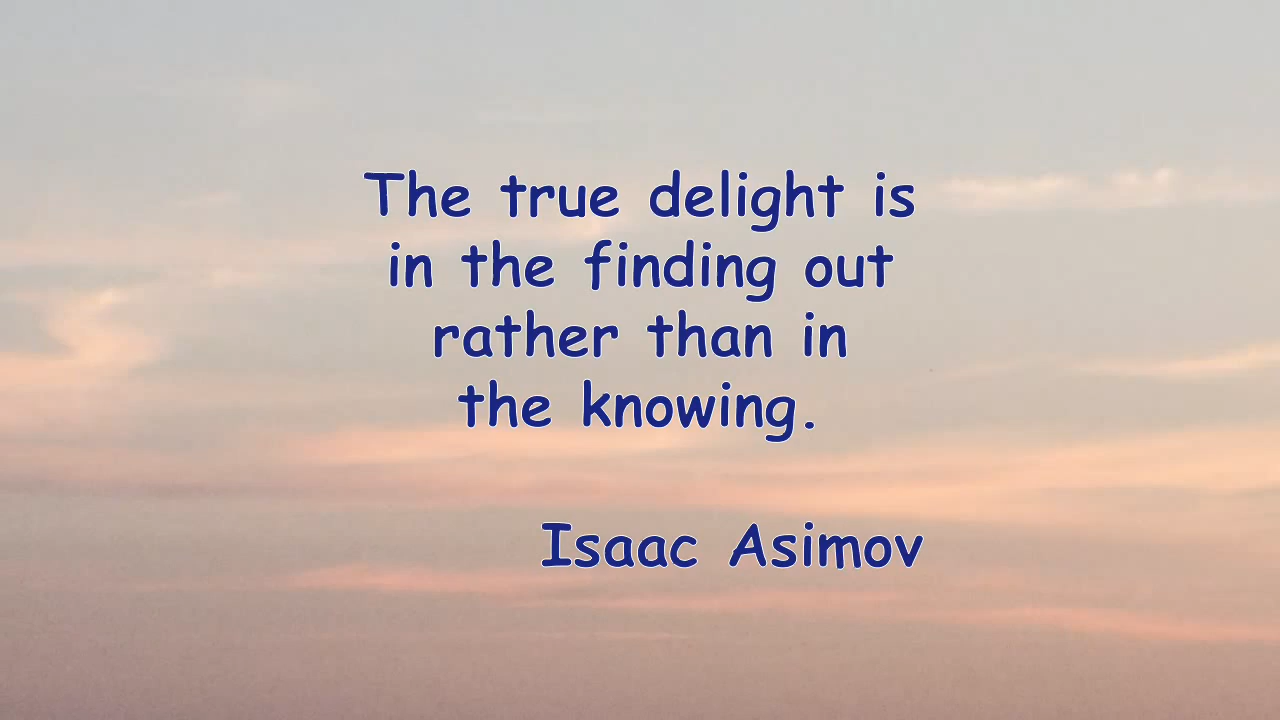 The true delight is
in the finding out
rather than in
the knowing.
Isaac Asimov